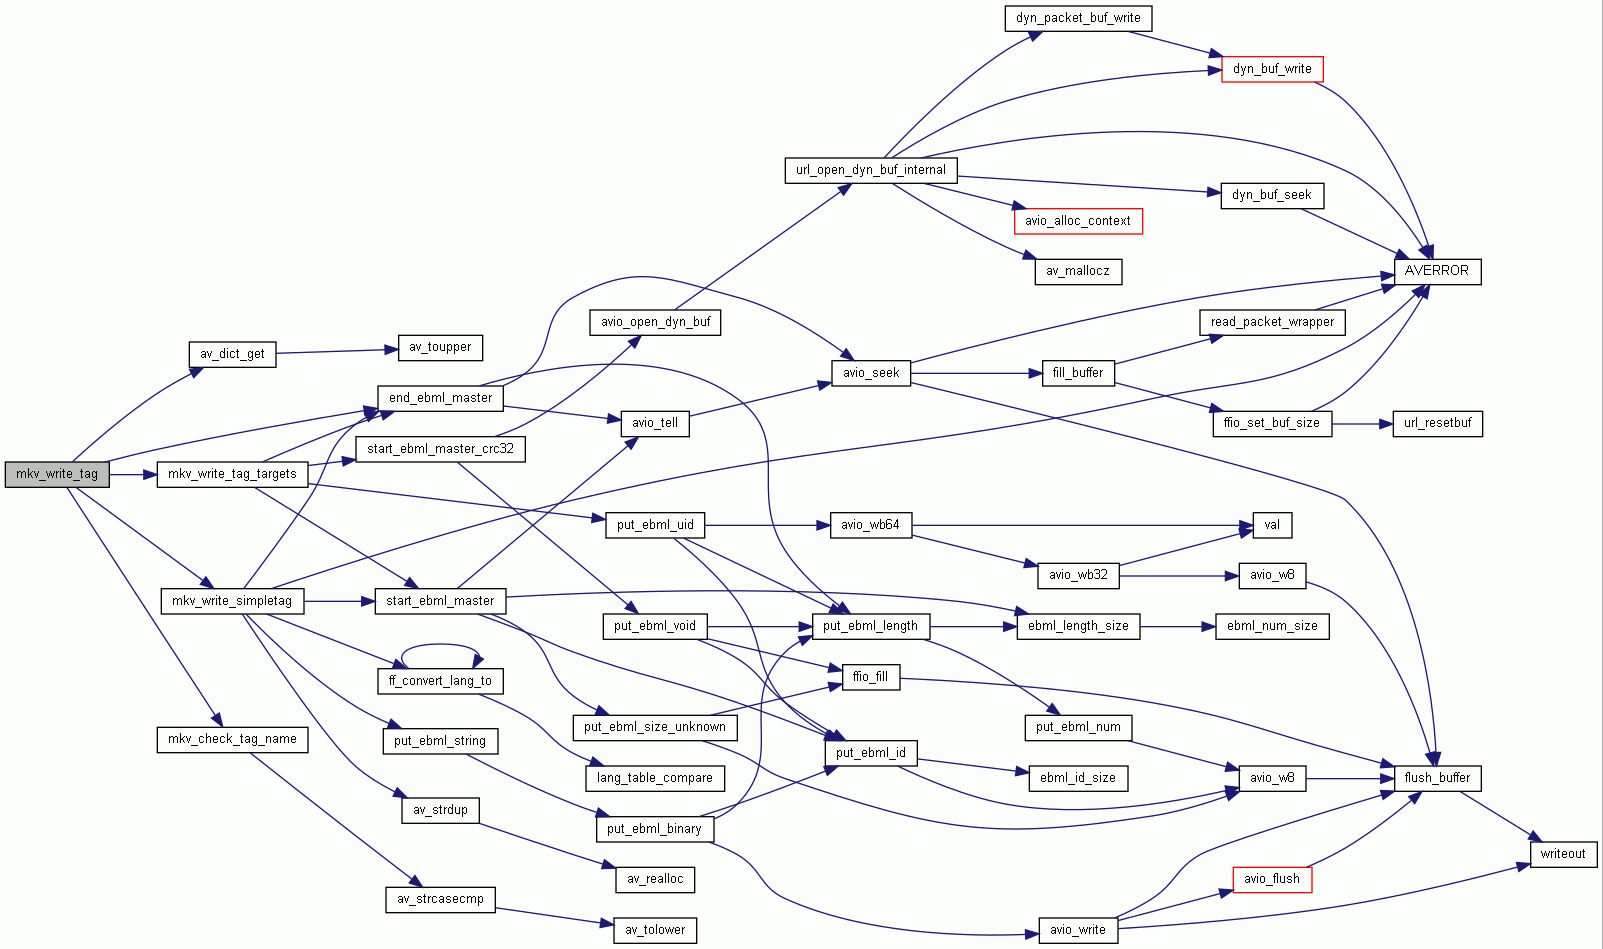 dyn_packet_buf_write
dyn_buf_write
url_open_dyn_buf_internal
dyn_buf_seek
avio_alloc_context
av_mallocz
AVERROR
avio_open_dyn_buf
read_packet_wrapper
av_dict_get
av_toupper
avio_seek
fill_buffer
end_ebml_master
avio_tell
ffio_set_buf_size
url_resetbuf
start_ebml_master_crc32
mkv_write_tag
mkv_write_tag_targets
put_ebml_uid
avio_wb64
val
avio_wb32
avio_w8
mkv_write_simpletag
start_ebml_master
put_ebml_void
put_ebml_length
ebml_length_size
ebml_num_size
ff_convert_lang_to
ffio_fill
put_ebml_size_unknown
put_ebml_num
mkv_check_tag_name
put_ebml_string
put_ebml_id
lang_table_compare
ebml_id_size
avio_w8
flush_buffer
av_strdup
put_ebml_binary
writeout
av_realloc
avio_flush
av_strcasecmp
av_tolower
avio_write